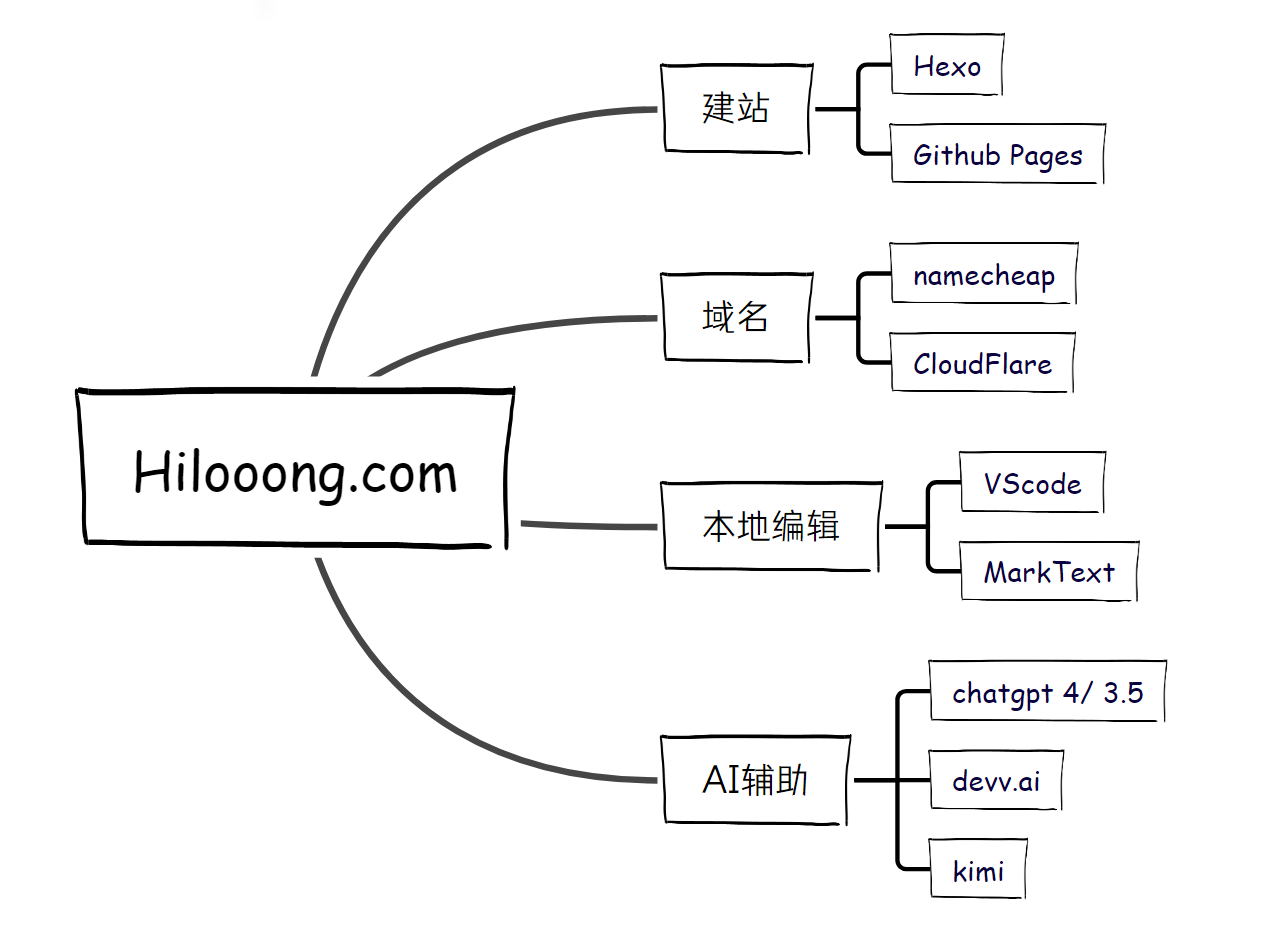 Hilooong.com
建站
Hexo
Github Pages
域名
namecheap
CloudFlare
本地编辑
VScode
MarkText
AI辅助
chatgpt 4/ 3.5
devv.ai
kimi